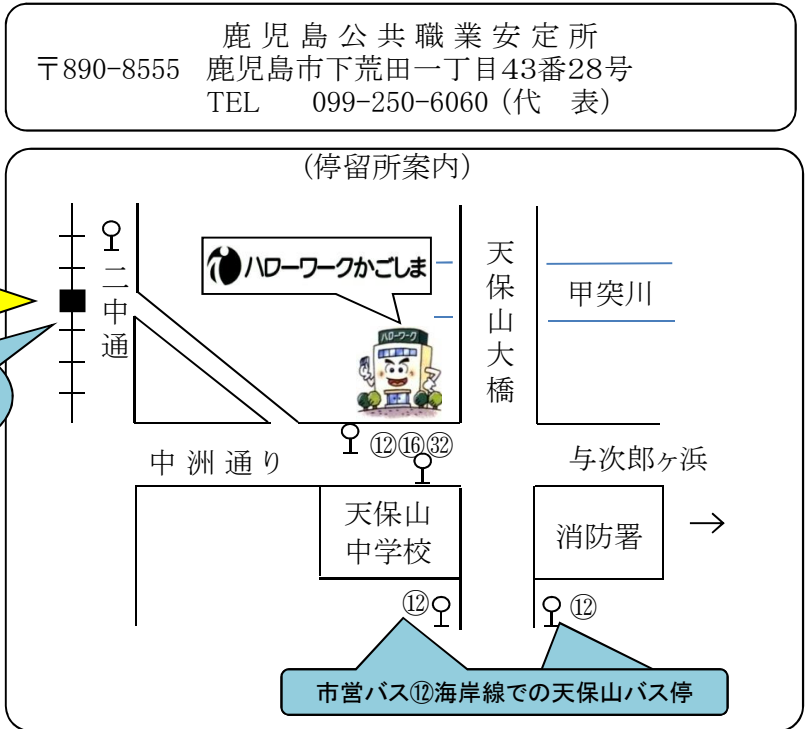 鹿児島公共職業安定所
〒890-8555 鹿児島市下荒田一丁目43番28号
TEL 099-250-6060 (代 表)
(停留所案内)
ハローワークかごしま
二中通
天保山大橋
甲突川
ハローワーク
⑫⑯㉜
中洲通り
与次郎ヶ浜
天保山
中学校
消防署
→
⑫
⑫
市営バス⑫海岸線での天保山バス停